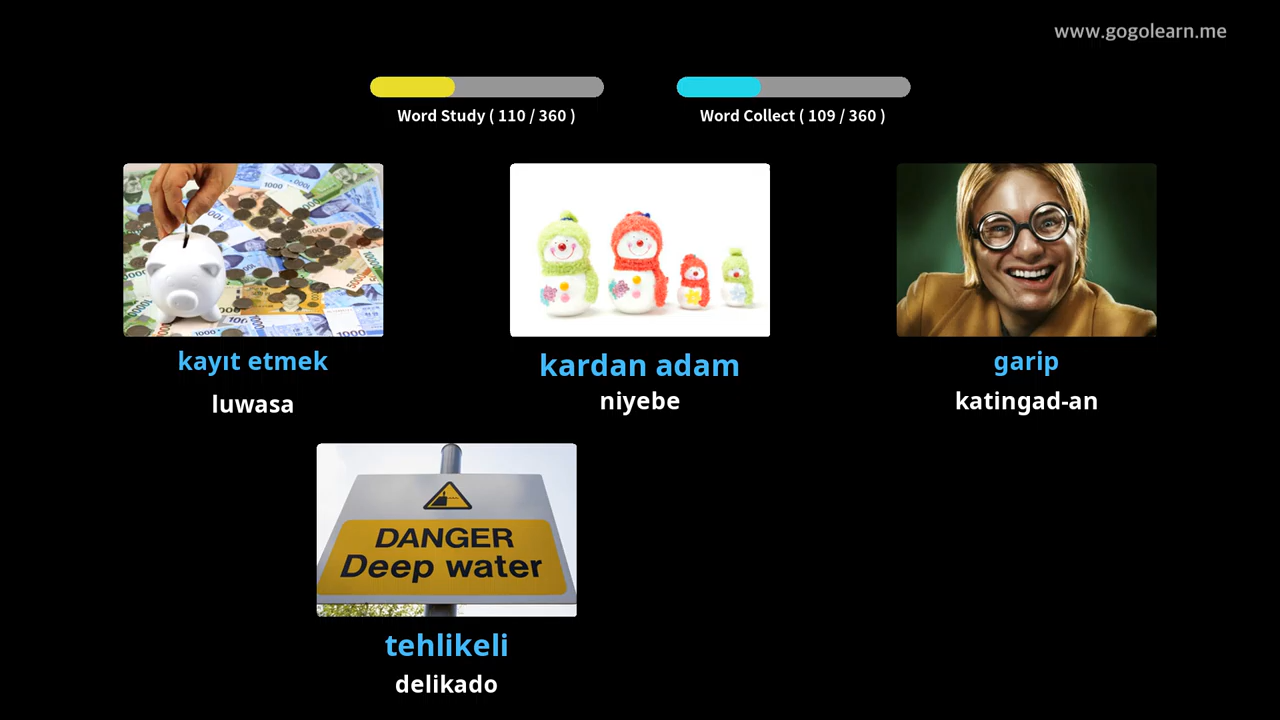 www.gogolearn.me
Word Study ( 110 / 360 )
Word Collect ( 109 / 360 )
kayıt etmek
luwasa
kardan adam
niyebe
garip
katingad-an
DANGER
Deep water
tehlikeli
delikado